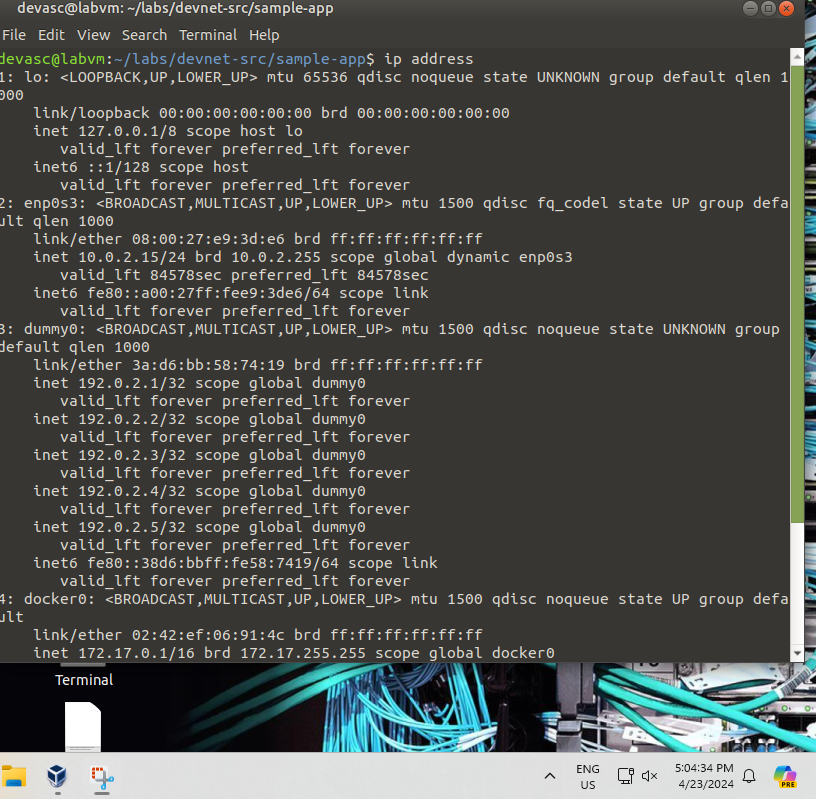 devasc@labvm: ~/labs/devnet-src/sample-app
File Edit View Search Terminal Help
devasc@labvm:~/labs/devnet-src/sample-app$ ip address
1: lo: <LOOPBACK,UP,LOWER_UP> mtu 65536 qdisc noqueue state UNKNOWN group default qlen 1
000
link/loopback 00:00:00:00:00:00 brd 00:00:00:00:00:00
inet 127.0.0.1/8 scope host lo
valid_lft forever preferred_lft forever
inet6 ::1/128 scope host
valid_lft forever preferred_lft forever
2: enp0s3: <BROADCAST,MULTICAST,UP,LOWER_UP> mtu 1500 qdisc fq_codel state UP group defa
ult qlen 1000
link/ether 08:00:27:e9:3d:e6 brd ff:ff:ff:ff:ff:ff
inet 10.0.2.15/24 brd 10.0.2.255 scope global dynamic enp0s3
valid_lft 84578sec preferred_lft 84578sec
inet6 fe80::a00:27ff:fee9:3de6/64 scope link
valid_lft forever preferred_lft forever
3: dummy0: <BROADCAST,MULTICAST,UP,LOWER_UP> mtu 1500 qdisc noqueue state UNKNOWN group
default qlen 1000
link/ether 3a:d6:bb:58:74:19 brd ff:ff:ff:ff:ff:ff
inet 192.0.2.1/32 scope global dummy0
valid_lft forever preferred_lft forever
inet 192.0.2.2/32 scope global dummy0
valid_lft forever preferred_lft forever
inet 192.0.2.3/32 scope global dummy0
valid_lft forever preferred_lft forever
inet 192.0.2.4/32 scope global dummy0
valid_lft forever preferred_lft forever
inet 192.0.2.5/32 scope global dummy0
valid_lft forever preferred_lft forever
inet6 fe80::38d6:bbff:fe58:7419/64 scope link
valid_lft forever preferred_lft forever
4: docker0: <BROADCAST,MULTICAST,UP,LOWER_UP> mtu 1500 qdisc noqueue state UP group defa
ult
link/ether 02:42:ef:06:91:4c brd ff:ff:ff:ff:ff:ff
inet 172.17.0.1/16 brd 172.17.255.255 scope global docker0
Terminal
ENG
US
5:04:34 PM
4/23/2024
PRE